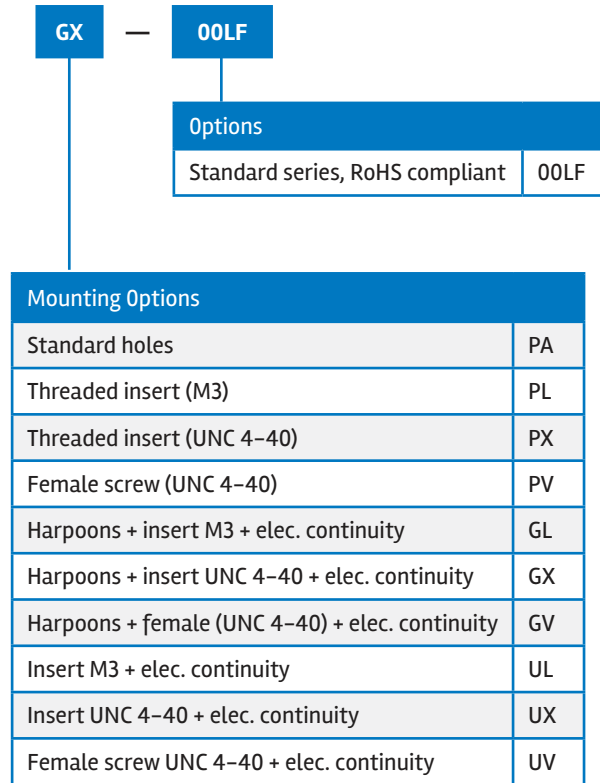 GX — 00LF
Options
Standard series, RoHS compliant 00LF
Mounting Options
Standard holes PA
Threaded insert (M3) PL
Threaded insert (UNC 4–40) PX
Female screw (UNC 4–40) PV
Harpoons + insert M3 + elec. continuity GL
Harpoons + insert UNC 4–40 + elec. continuity GX
Harpoons + female (UNC 4–40) + elec. continuity GV
Insert M3 + elec. continuity UL
Insert UNC 4–40 + elec. continuity UX
Female screw UNC 4–40 + elec. continuity UV